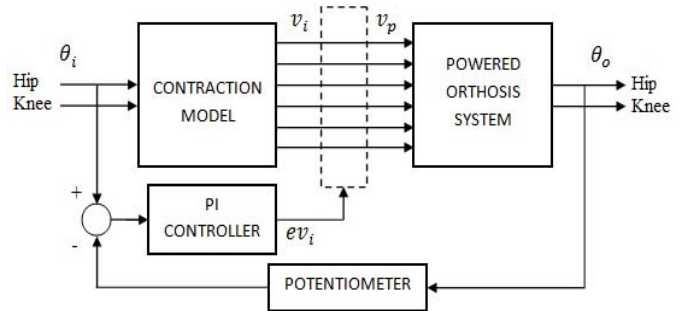 θi
Hip
Knee
CONTRACTION
MODEL
vi
vp
POWERED
ORTHOSIS
SYSTEM
θo
Hip
Knee
+
-
PI
CONTROLLER
evi
POTENTIOMETER